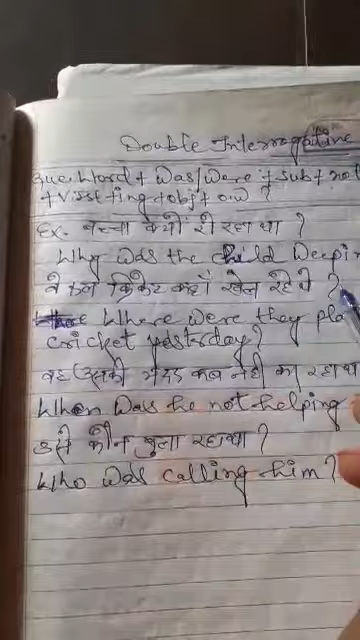 Double Interrogative
Que. Word + Was/Were + sub + not
+ V₁ + ing + obj + o.w ?
Ex. बच्चा क्यों रो रहा था ?
Why was the child weepin
वे कल क्रिकेट कहाँ खेल रहे थे ?
Where were they pla
cricket yesterday?
वह उसकी मदद कब नही कर रहा था
When was he not helping
उसे कौन बुला रहा था ?
Who was calling him?